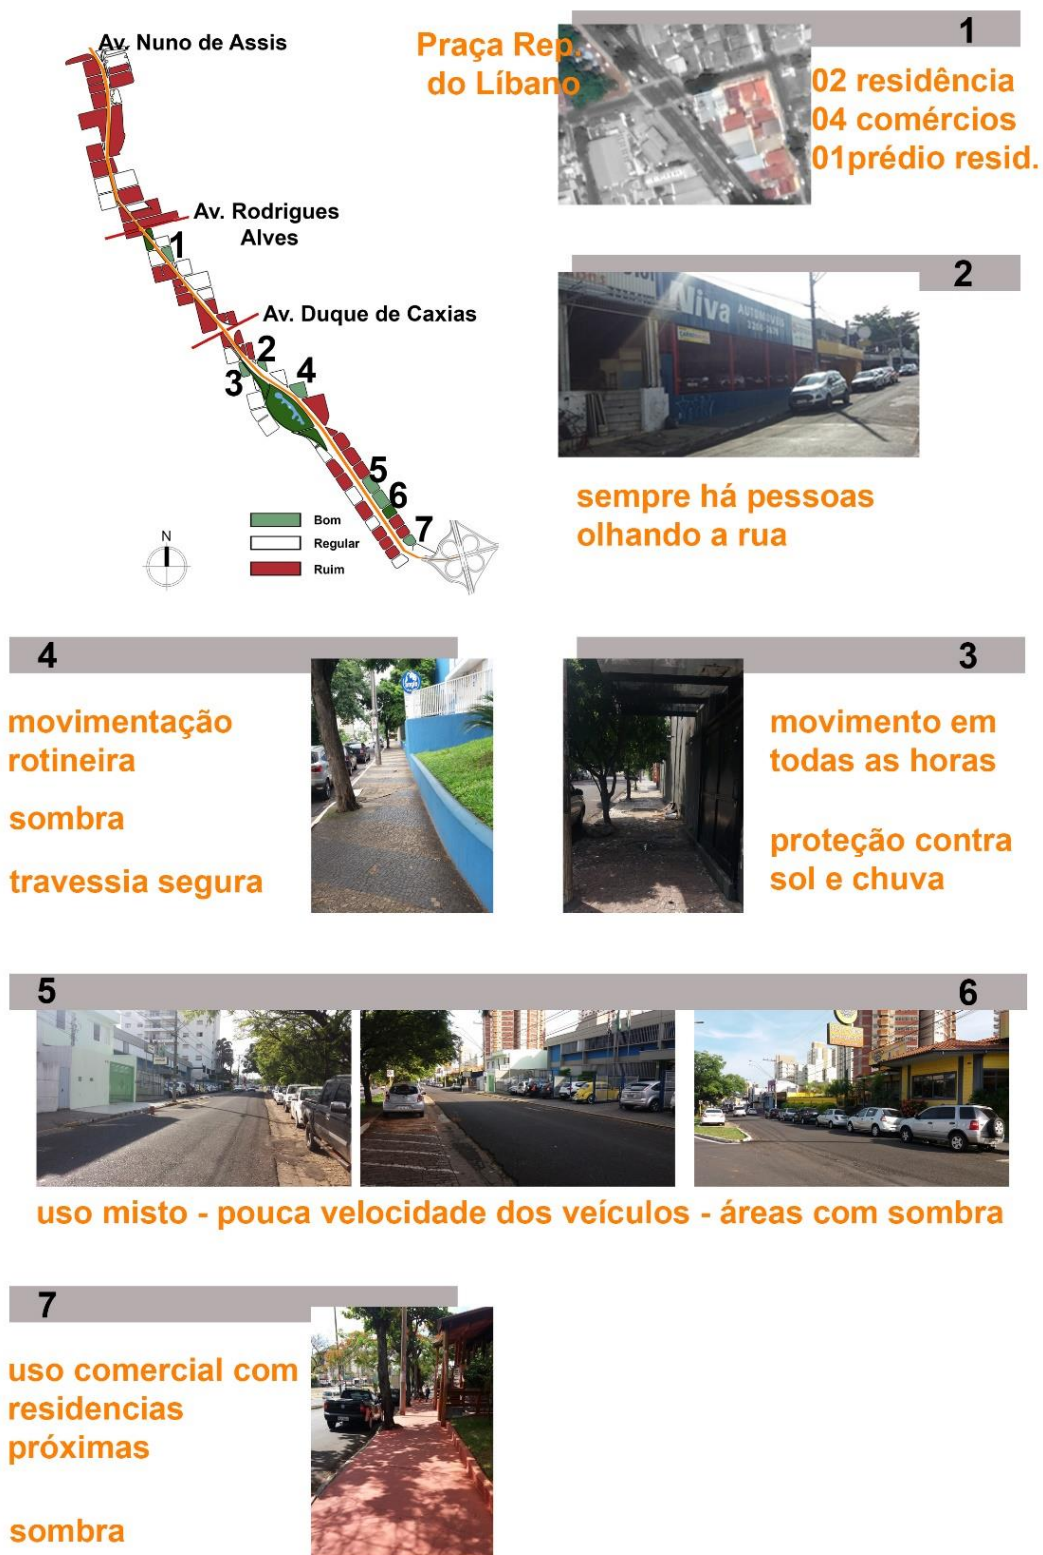 Av. Nuno de Assis
Av. Rodrigues
Alves
1
Av. Duque de Caxias
2
3
4
5
6
7
N
Bom
Regular
Ruim
1
Praça Rep.
do Líbano
02 residência
04 comércios
01prédio resid.
2
Niva
AUTOMÓVEIS
sempre há pessoas
olhando a rua
4
movimentação
rotineira
sombra
travessia segura
3
movimento em
todas as horas
proteção contra
sol e chuva
5
6
uso misto - pouca velocidade dos veículos - áreas com sombra
7
uso comercial com
residencias
próximas
sombra